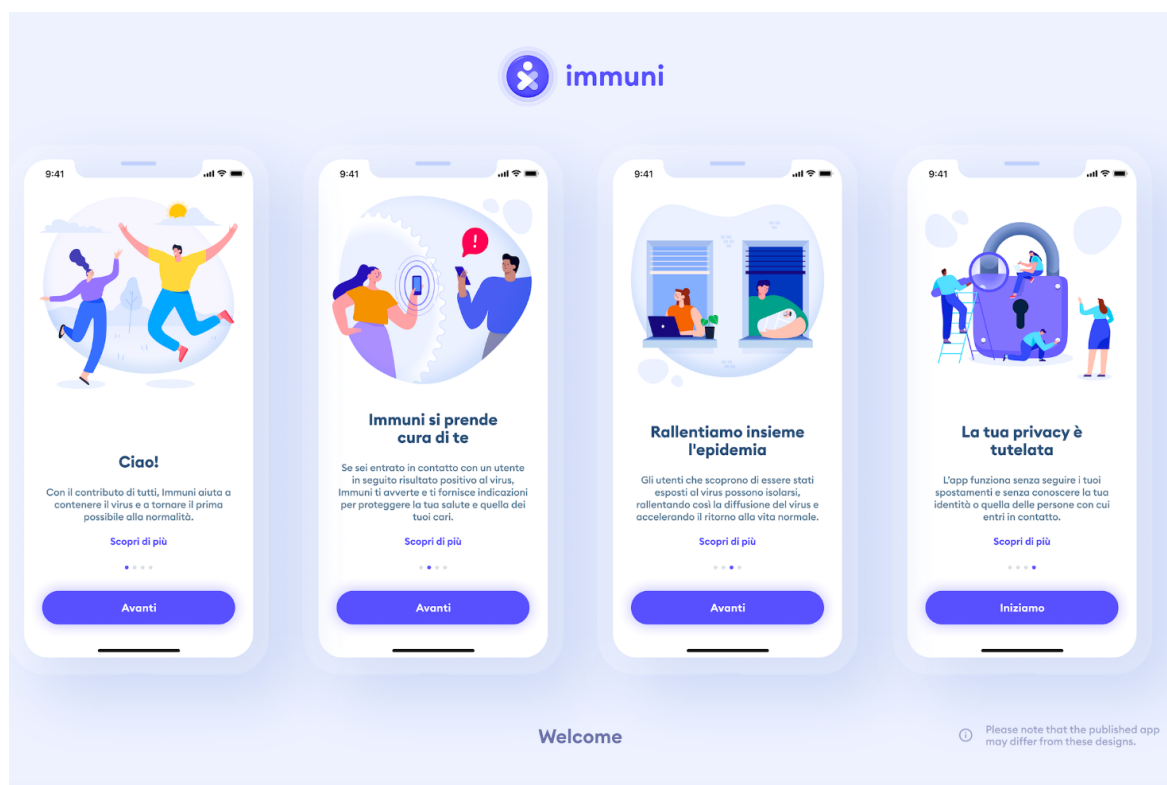 immuni
9:41
Ciao!
Con il contributo di tutti, Immuni aiuta a
contenere il virus e a tornare il prima
possibile alla normalità.
Scopri di più
Avanti
9:41
!
Immuni si prende
cura di te
Se sei entrato in contatto con un utente
in seguito risultato positivo al virus,
Immuni ti avverte e ti fornisce indicazioni
per proteggere la tua salute e quella dei
tuoi cari.
Scopri di più
Avanti
9:41
Rallentiamo insieme
l'epidemia
Gli utenti che scoprono di essere stati
esposti al virus possono isolarsi,
rallentando così la diffusione del virus e
accelerando il ritorno alla vita normale.
Scopri di più
Avanti
9:41
La tua privacy è
tutelata
L'app funziona senza seguire i tuoi
spostamenti e senza conoscere la tua
identità o quella delle persone con cui
entri in contatto.
Scopri di più
Iniziamo
Welcome
Please note that the published app
may differ from these designs.